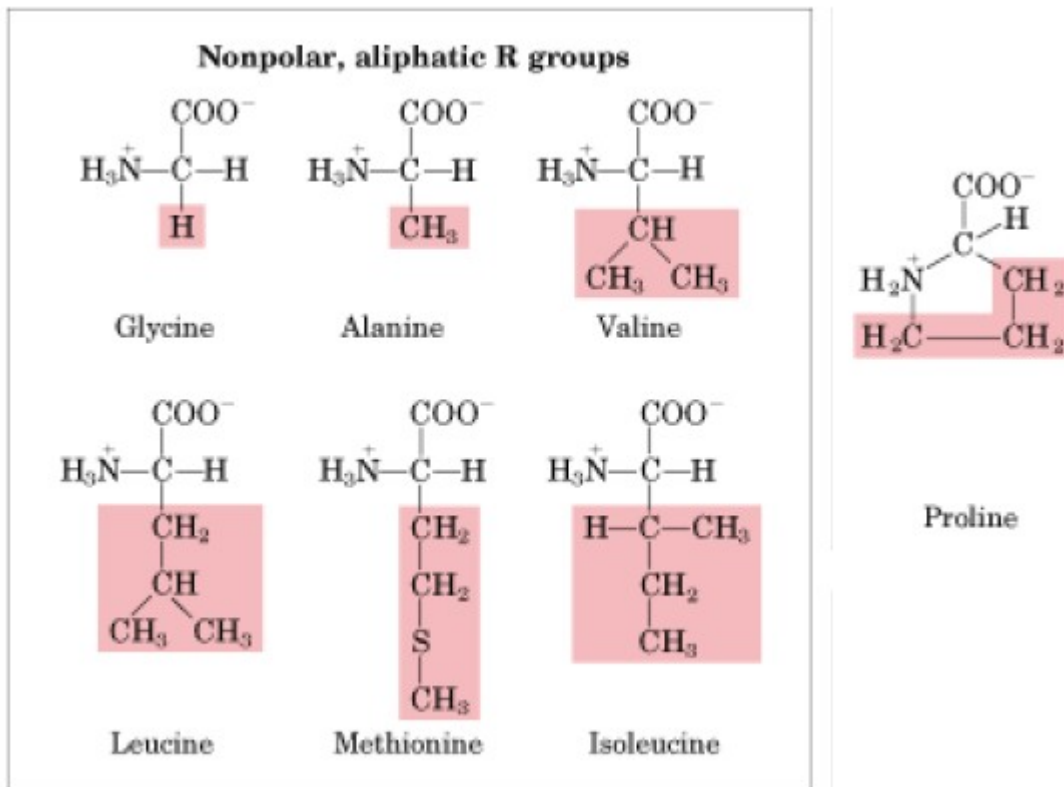 Nonpolar, aliphatic R groups
COO⁻ COO⁻ COO⁻
H₃N⁺—C—H H₃N⁺—C—H H₃N⁺—C—H
H CH₃ CH
CH₃ CH₃
Glycine Alanine Valine
COO⁻ COO⁻ COO⁻
H₃N⁺—C—H H₃N⁺—C—H H₃N⁺—C—H
CH₂ CH₂ H—C—CH₃
CH CH₂ CH₂
CH₃ CH₃ S CH₃
CH₃
Leucine Methionine Isoleucine
COO⁻
H
C
H₂N⁺ CH₂
H₂C—CH₂
Proline